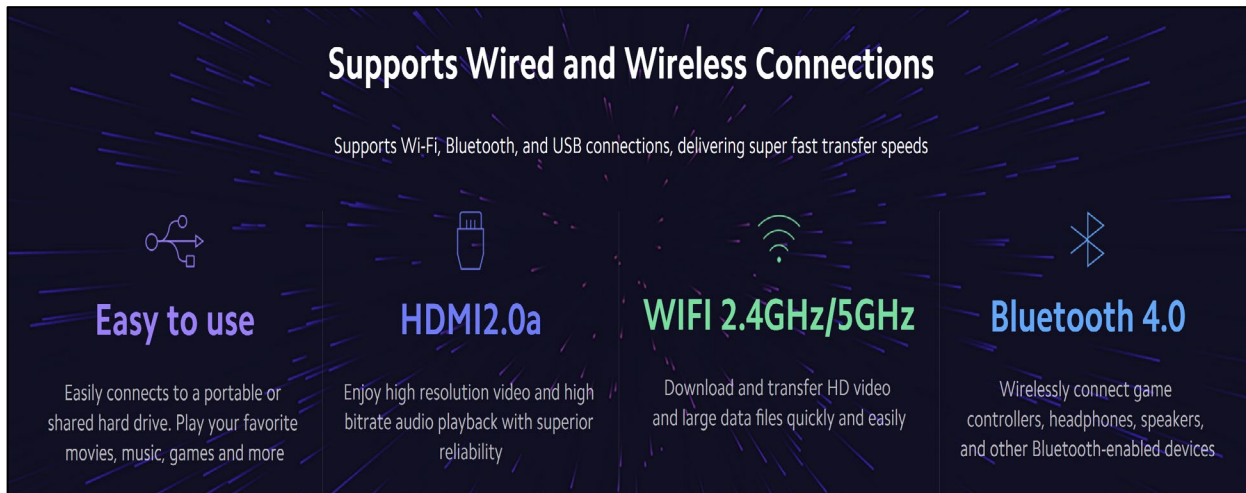 Supports Wired and Wireless Connections
Supports Wi-Fi, Bluetooth, and USB connections, delivering super fast transfer speeds
Easy to use
Easily connects to a portable or
shared hard drive. Play your favorite
movies, music, games and more
HDMI2.0a
Enjoy high resolution video and high
bitrate audio playback with superior
reliability
WIFI 2.4GHz/5GHz
Download and transfer HD video
and large data files quickly and easily
Bluetooth 4.0
Wirelessly connect game
controllers, headphones, speakers,
and other Bluetooth-enabled devices